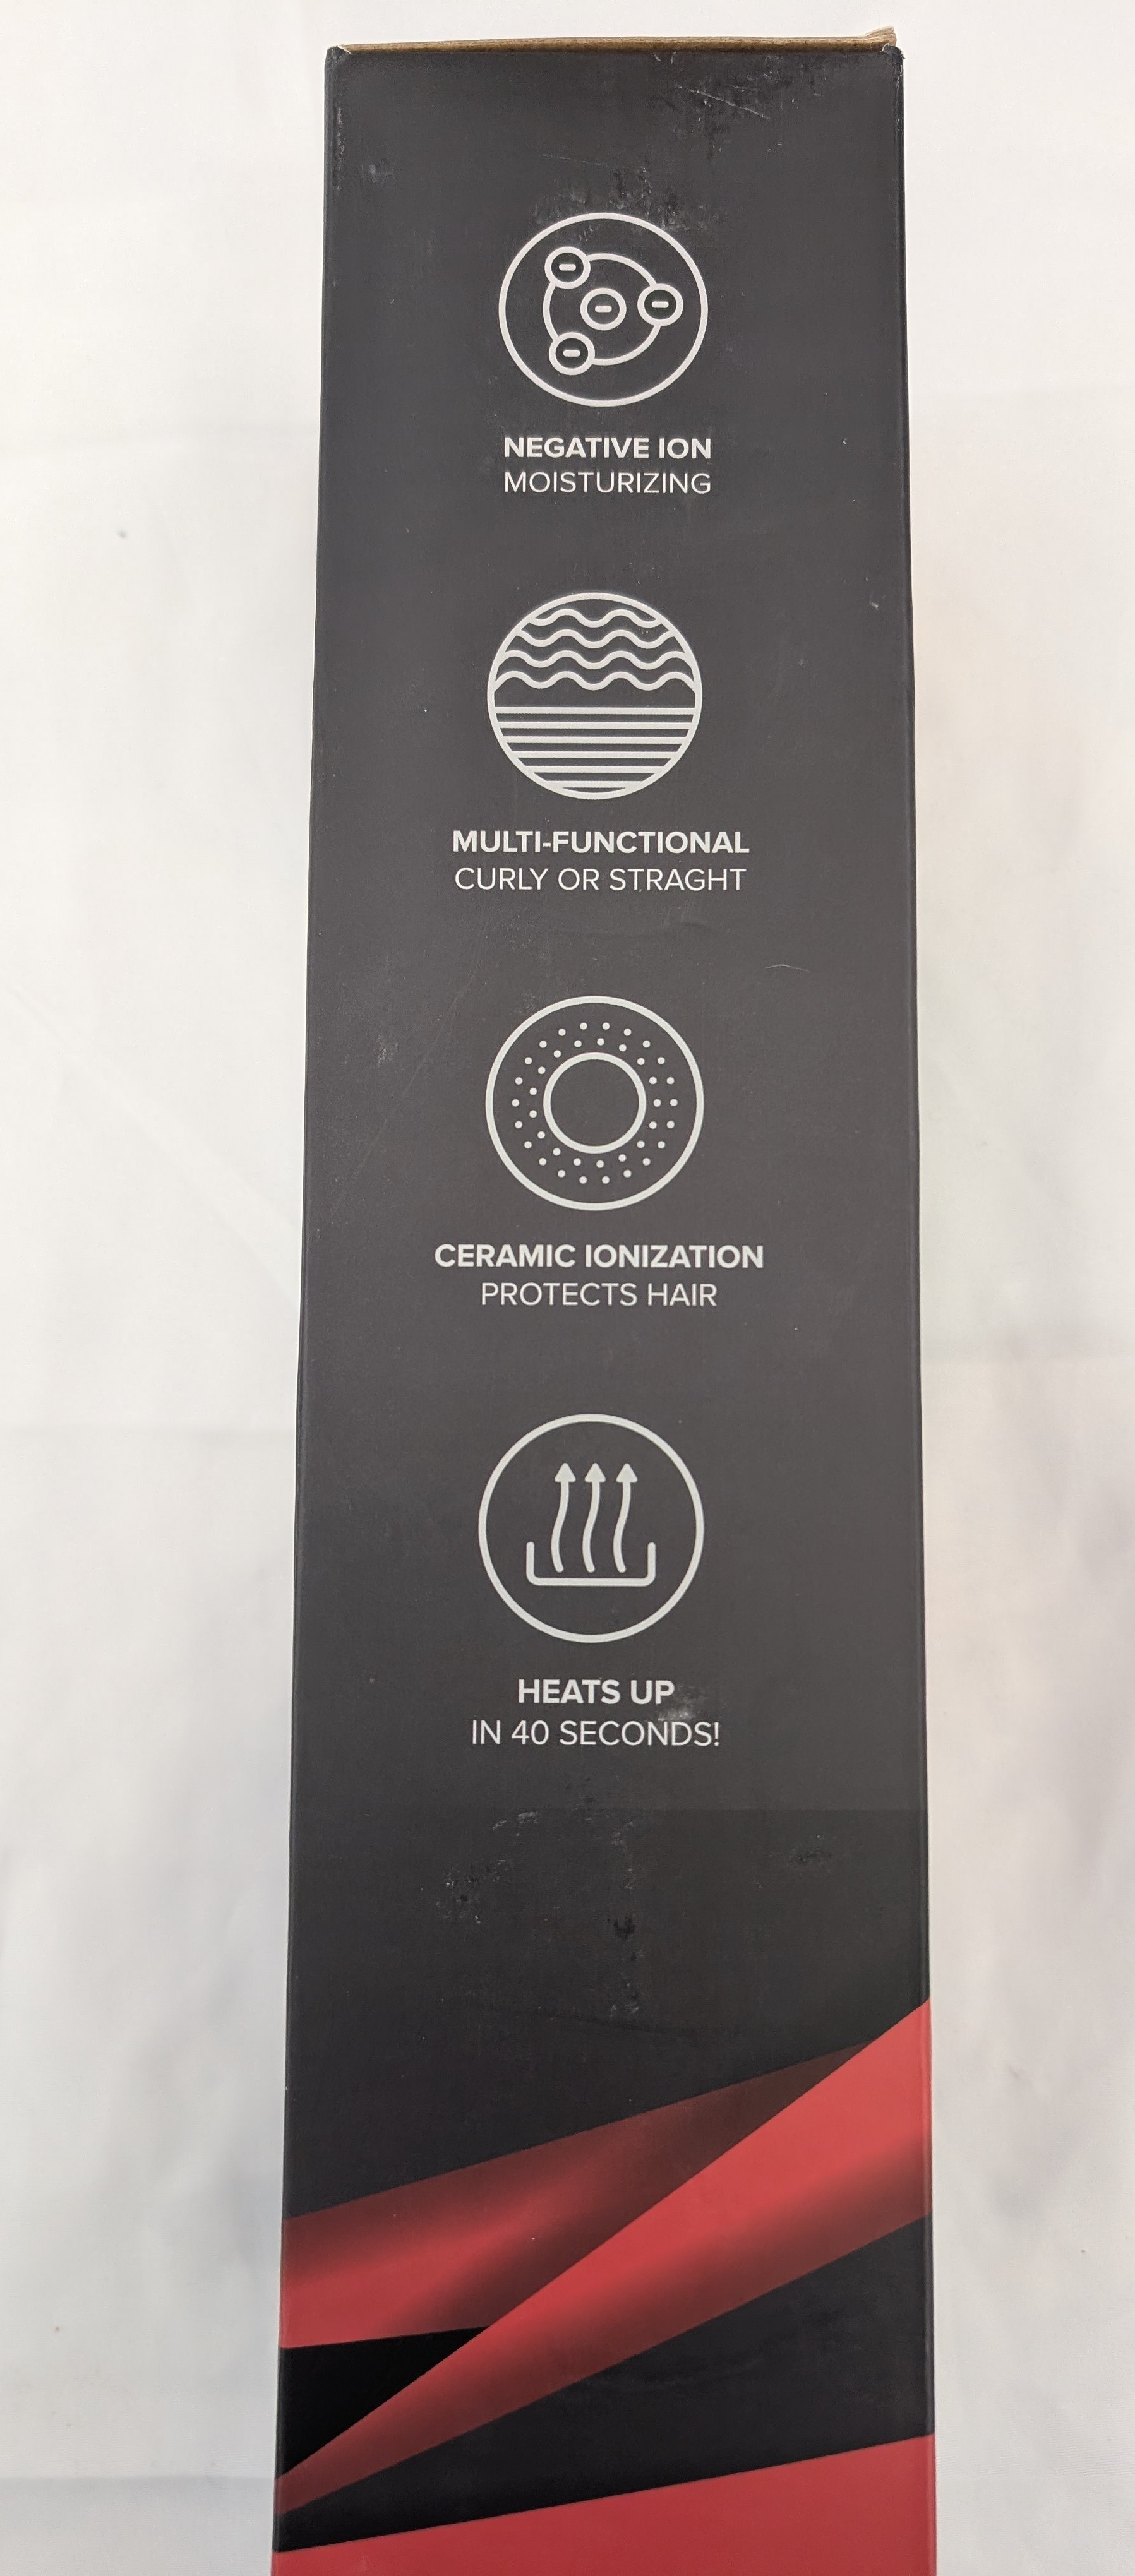 NEGATIVE ION
MOISTURIZING
MULTI-FUNCTIONAL
CURLY OR STRAGHT
CERAMIC IONIZATION
PROTECTS HAIR
HEATS UP
IN 40 SECONDS!